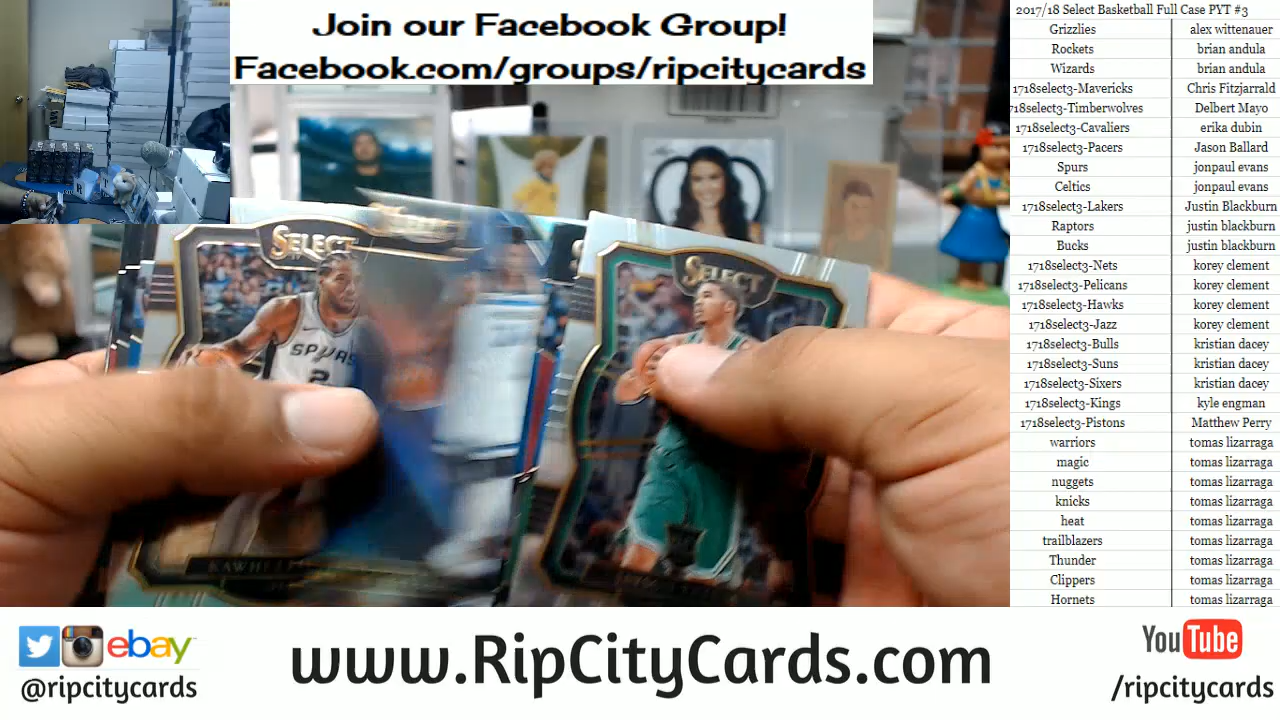 Join our Facebook Group!
Facebook.com/groups/ripcitycards
2017/18 Select Basketball Full Case PYT #3
Grizzlies alex wittenauer
Rockets brian andula
Wizards brian andula
1718select3-Mavericks Chris Fitzjarrald
718select3-Timberwolves Delbert Mayo
1718select3-Cavaliers erika dubin
1718select3-Pacers Jason Ballard
Spurs jonpaul evans
Celtics jonpaul evans
1718select3-Lakers Justin Blackburn
Raptors justin blackburn
Bucks justin blackburn
1718select3-Nets korey clement
1718select3-Pelicans korey clement
1718select3-Hawks korey clement
1718select3-Jazz korey clement
1718select3-Bulls kristian dacey
1718select3-Suns kristian dacey
1718select3-Sixers kristian dacey
1718select3-Kings kyle engman
1718select3-Pistons Matthew Perry
warriors tomas lizarraga
magic tomas lizarraga
nuggets tomas lizarraga
knicks tomas lizarraga
heat tomas lizarraga
trailblazers tomas lizarraga
Thunder tomas lizarraga
Clippers tomas lizarraga
Hornets tomas lizarraga
SELECT
SELECT
SPURS
2
KAWHI
ebay
@ripcitycards
www.RipCityCards.com
YouTube
/ripcitycards